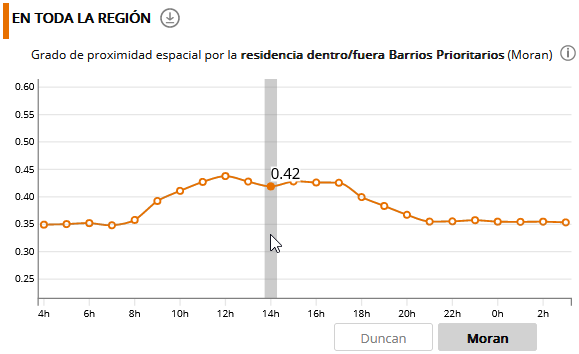 EN TODA LA REGIÓN
Grado de proximidad espacial por la residencia dentro/fuera Barrios Prioritarios (Moran)
0.60
0.55
0.50
0.45
0.42
0.40
0.35
0.30
0.25
4h 6h 8h 10h 12h 14h 16h 18h 20h 22h 0h 2h
Duncan Moran